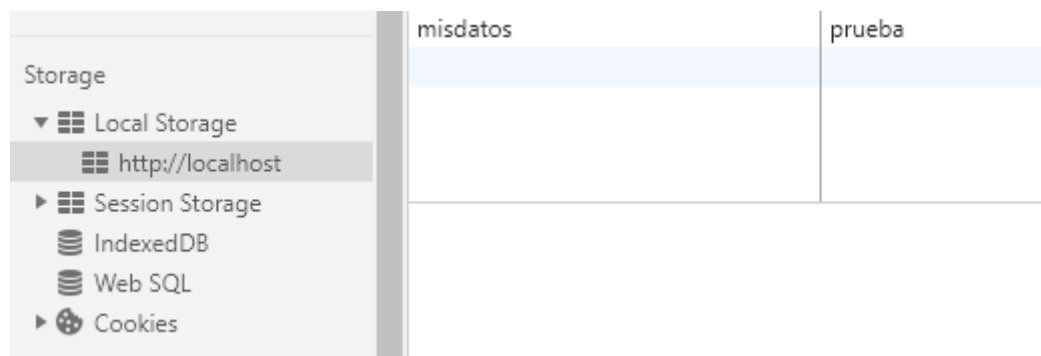 misdatos prueba
Storage
Local Storage
http://localhost
Session Storage
IndexedDB
Web SQL
Cookies